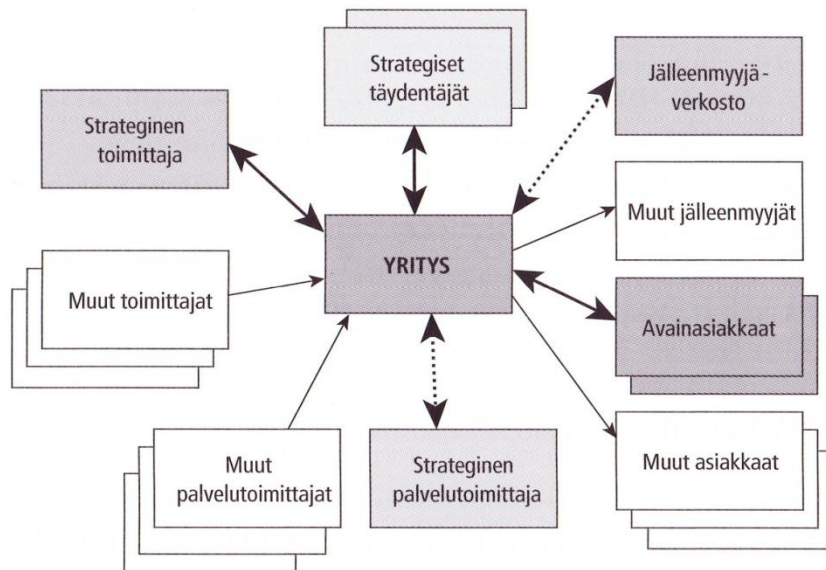 Strategiset
täydentäjät
Jälleenmyyjä-
verkosto
Strateginen
toimittaja
Muut jälleenmyyjät
YRITYS
Muut toimittajat
Avainasiakkaat
Muut
palvelutoimittajat
Strateginen
palvelutoimittaja
Muut asiakkaat